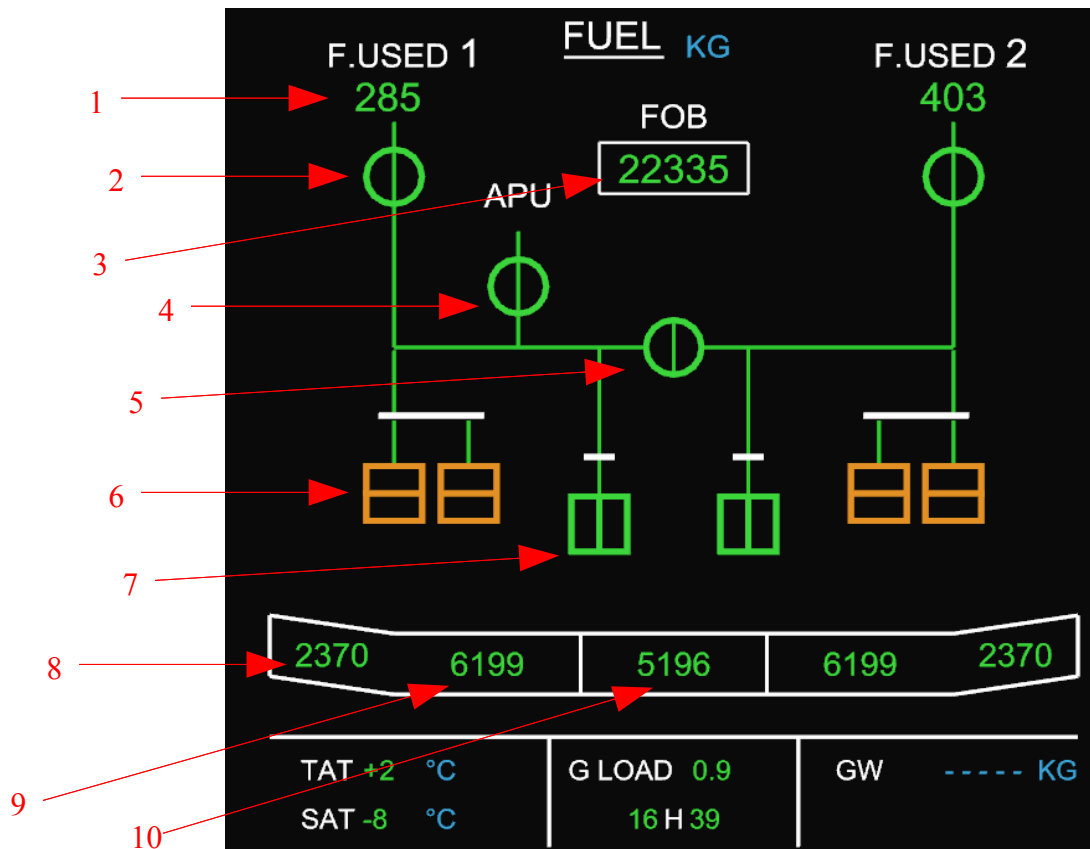 FUEL KG
F.USED 1
F.USED 2
1
285
403
FOB
2
22335
APU
3
4
5
6
7
8
2370
6199
5196
6199
2370
TAT +2 °C
G LOAD 0.9
GW - - - - - KG
9
SAT -8 °C
16 H 39
10